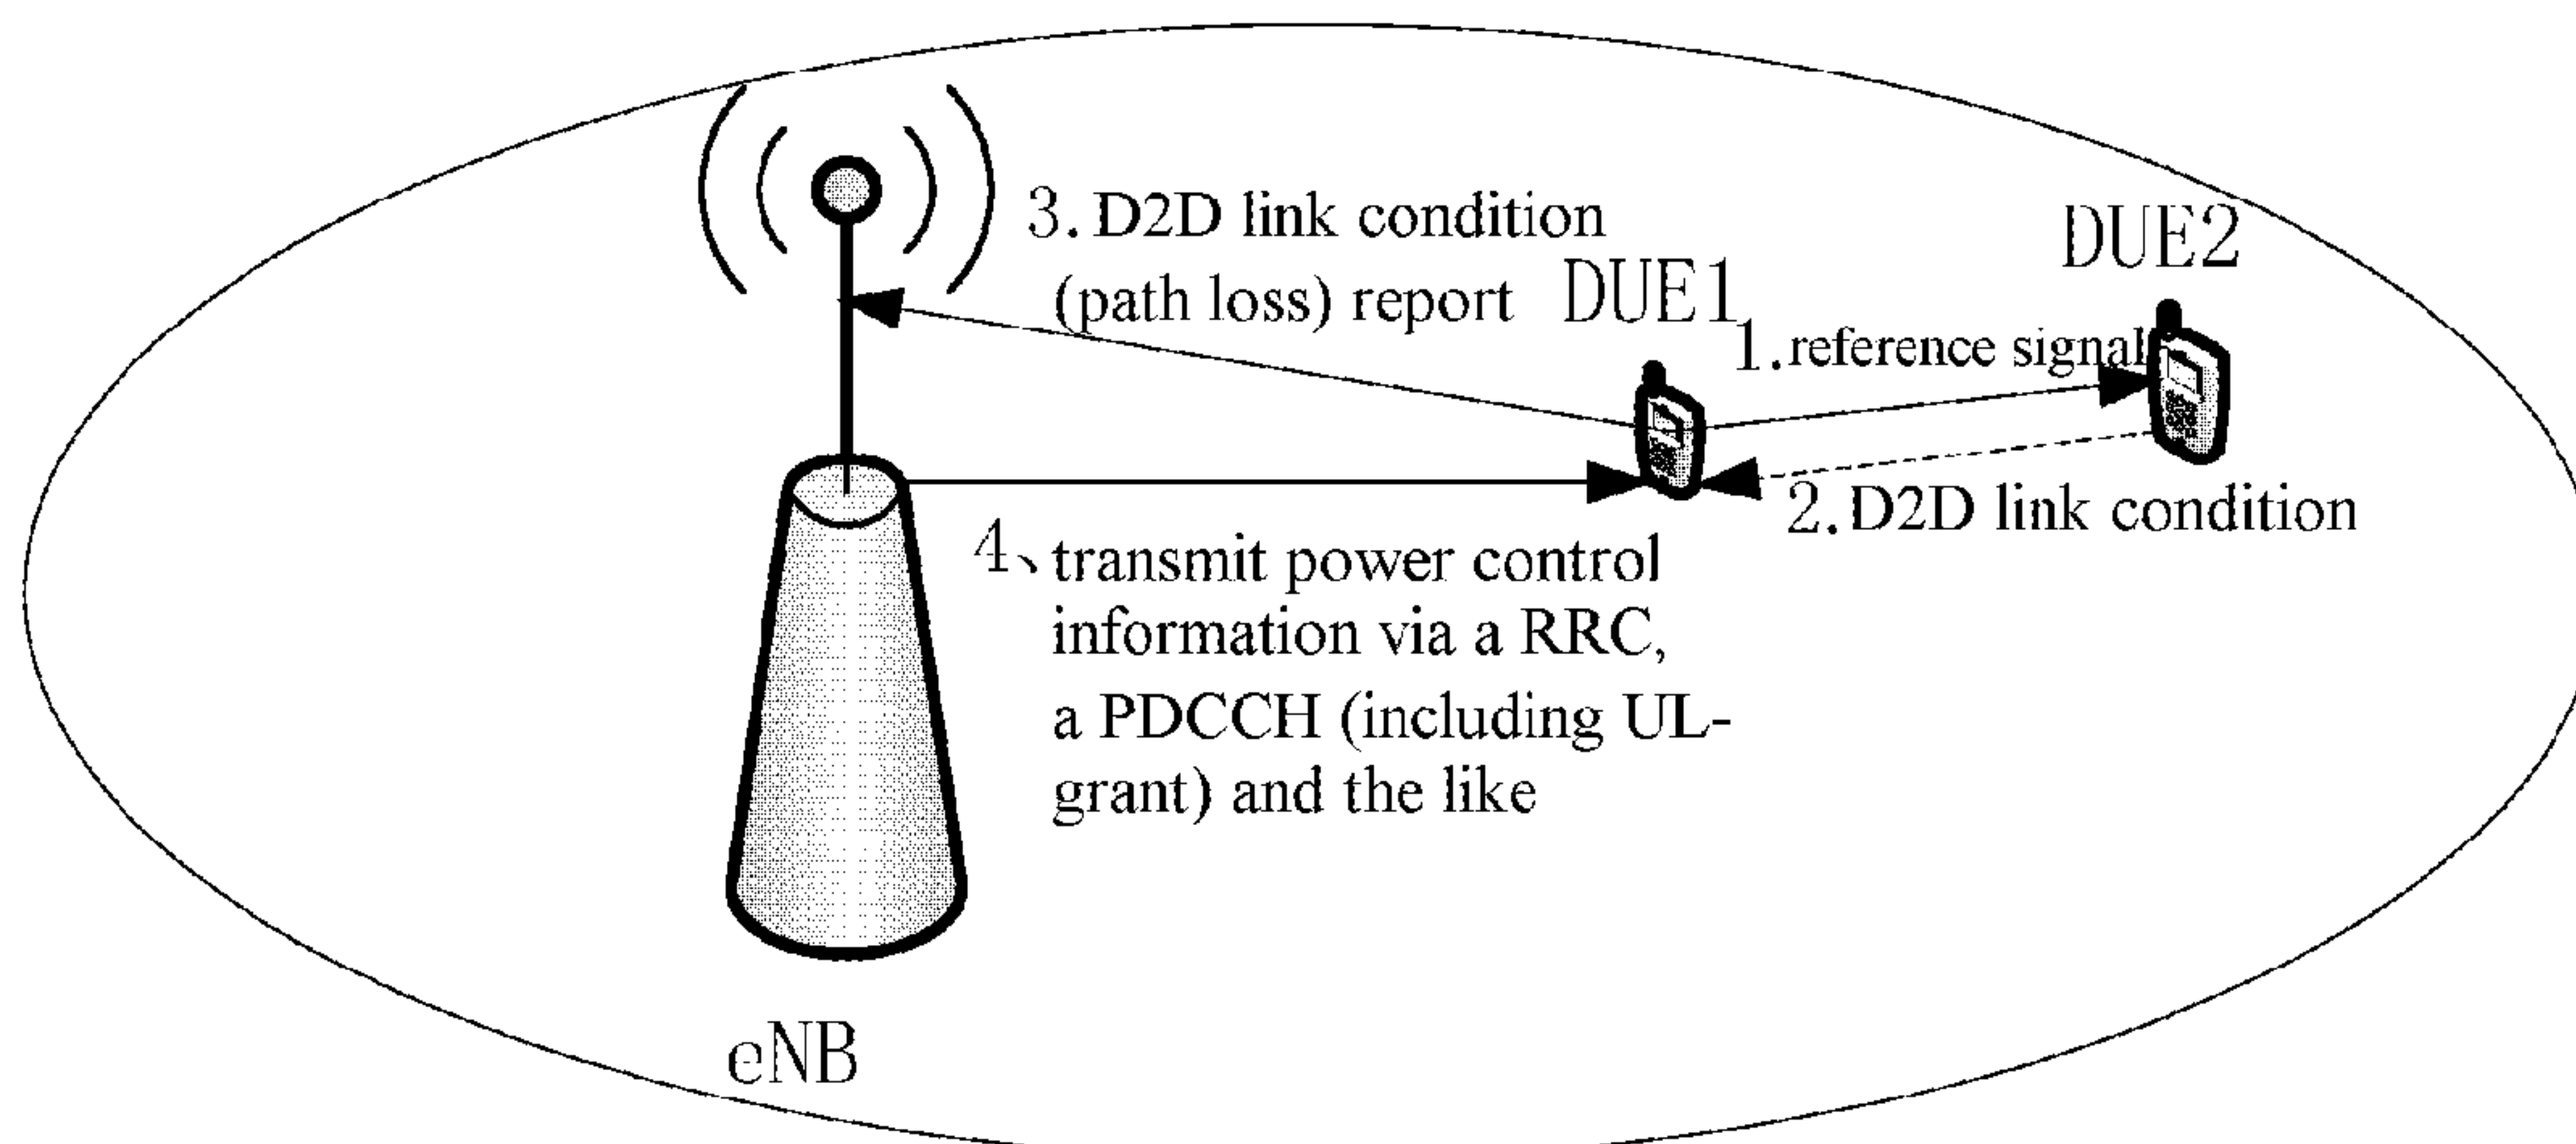 3. D2D link condition
(path loss) report
DUE1
DUE2
1. reference signal
2. D2D link condition
4、transmit power control
information via a RRC,
a PDCCH (including UL-
grant) and the like
eNB